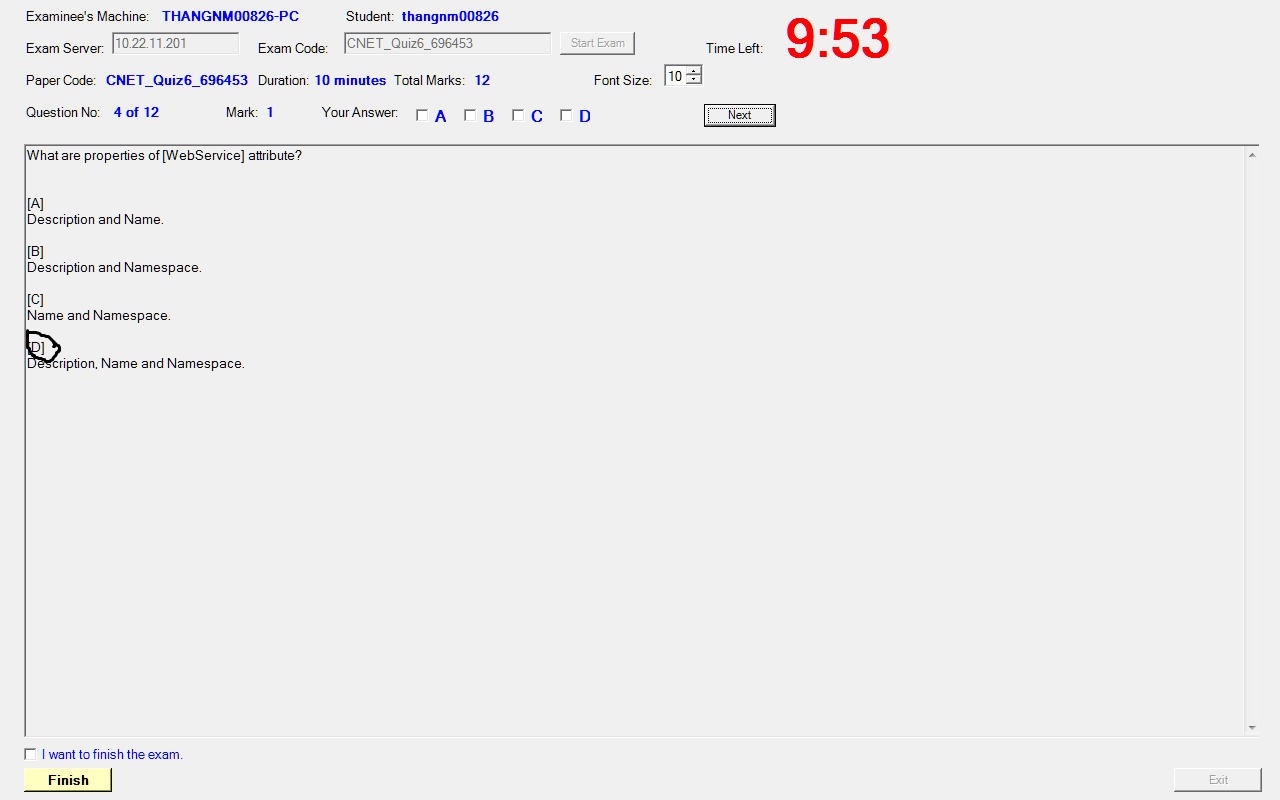 Examinee's Machine: THANGNM00826-PC Student: thangnm00826
Exam Server: 10.22.11.201 Exam Code: CNET_Quiz6_696453 Start Exam Time Left: 9:53
Paper Code: CNET_Quiz6_696453 Duration: 10 minutes Total Marks: 12 Font Size: 10
Question No: 4 of 12 Mark: 1 Your Answer: A B C D Next
What are properties of [WebService] attribute?
[A]
Description and Name.
[B]
Description and Namespace.
[C]
Name and Namespace.
[D]
Description, Name and Namespace.
I want to finish the exam.
Finish Exit